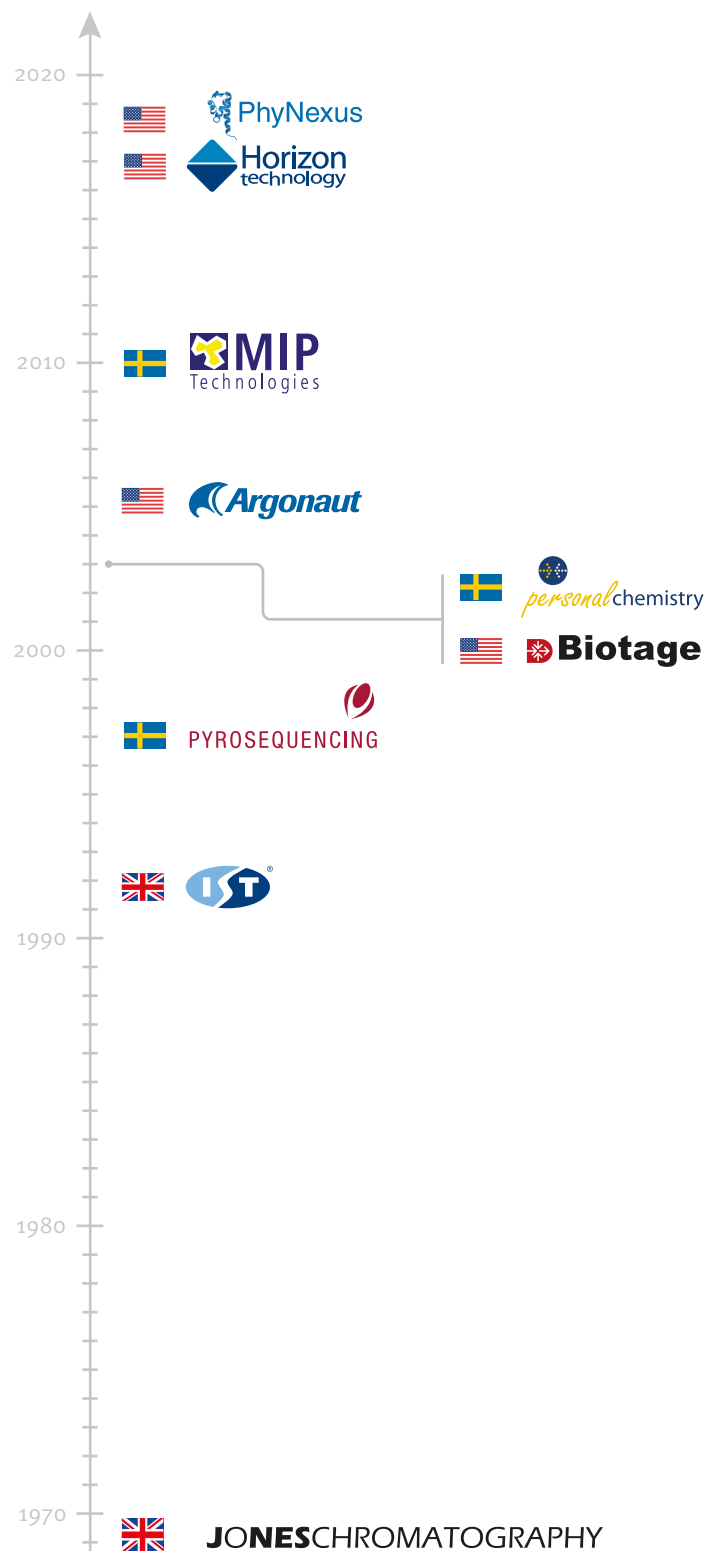 2020
PhyNexus
Horizon
technology
MIP
Technologies
2010
Argonaut
personalchemistry
2000
Biotage
PYROSEQUENCING
IST®
1990
1980
1970
JONESCHROMATOGRAPHY